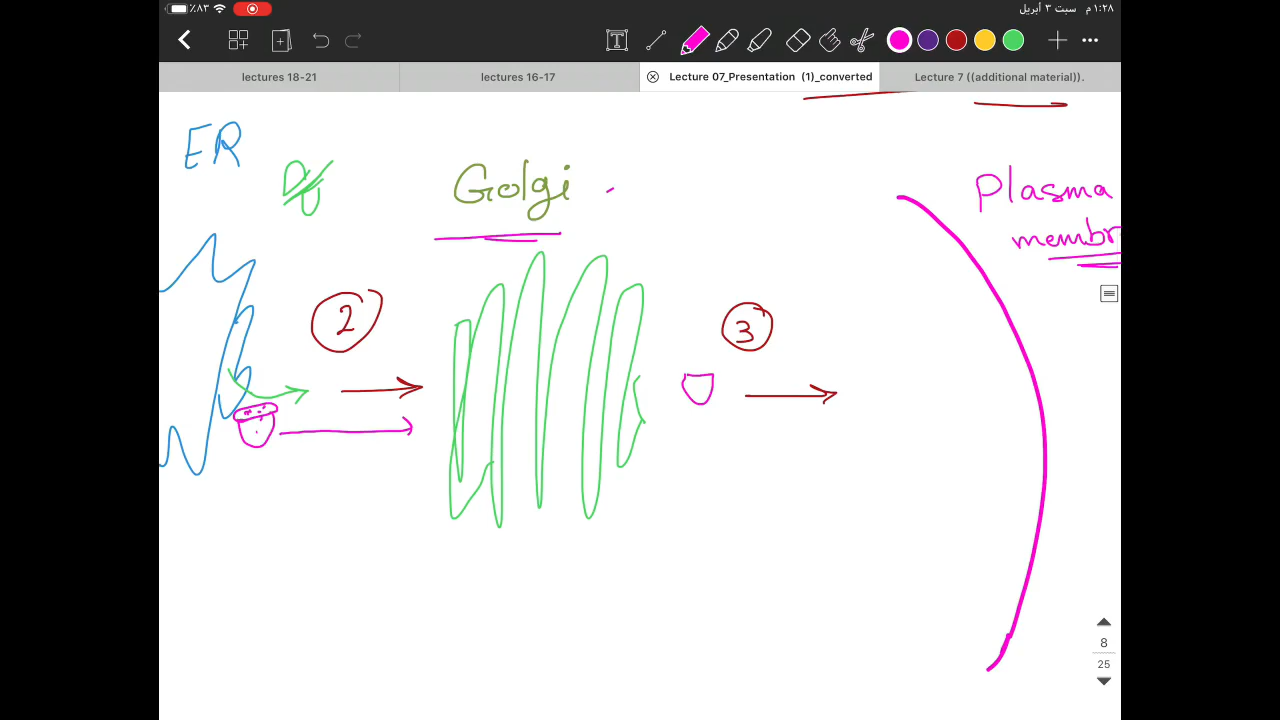 ٪٨٣
١:٢٨ م سبت ٣ أبريل
lectures 18-21
lectures 16-17
Lecture 07_Presentation (1)_converted
Lecture 7 ((additional material)).
ER
Golgi
Plasma
membr
2
3
8
25